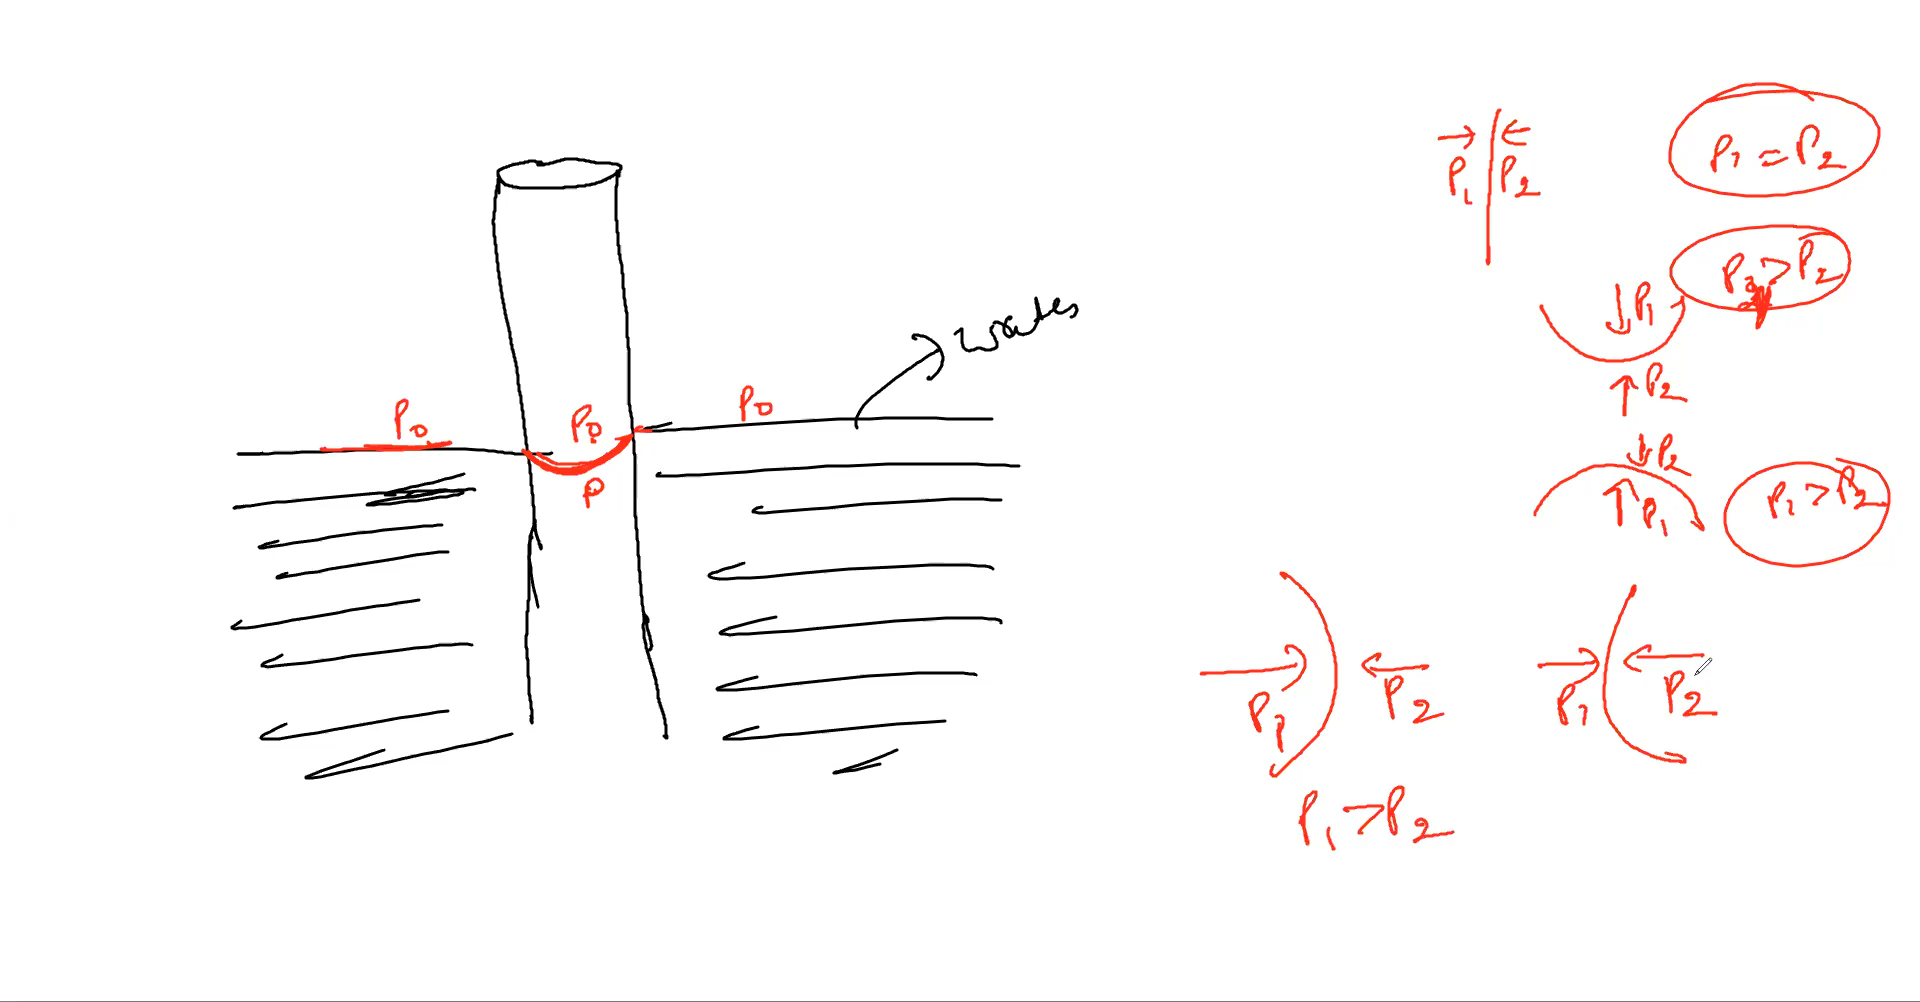 P₀
P₀
P
P₀
water
P₁ P₂
P₁ = P₂
P₁
P₂
P₁ > P₂
P₂
P₁
P₁ > P₂
P₁ P₂
P₁ > P₂
P₁ P₂